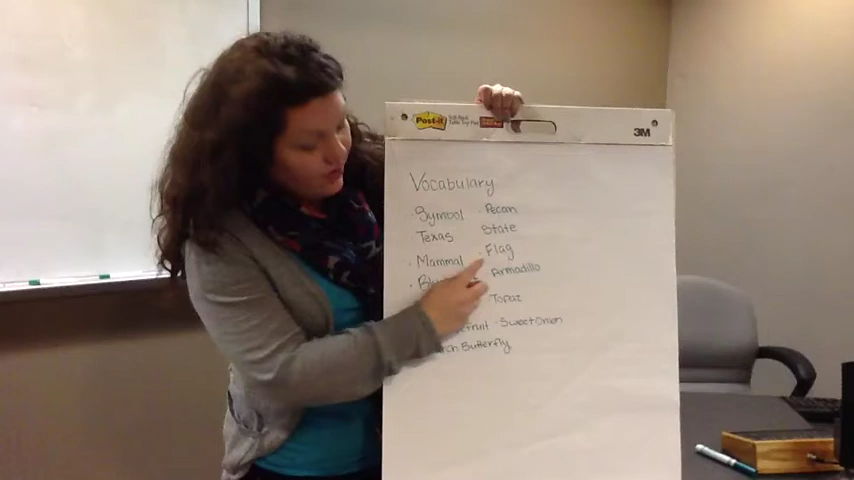 Post-it
3M
Vocabulary
Symbol · Pecan
Texas State
· Mammal · Flag
· Armadillo
Topaz
· Sweet Onion
Butterfly